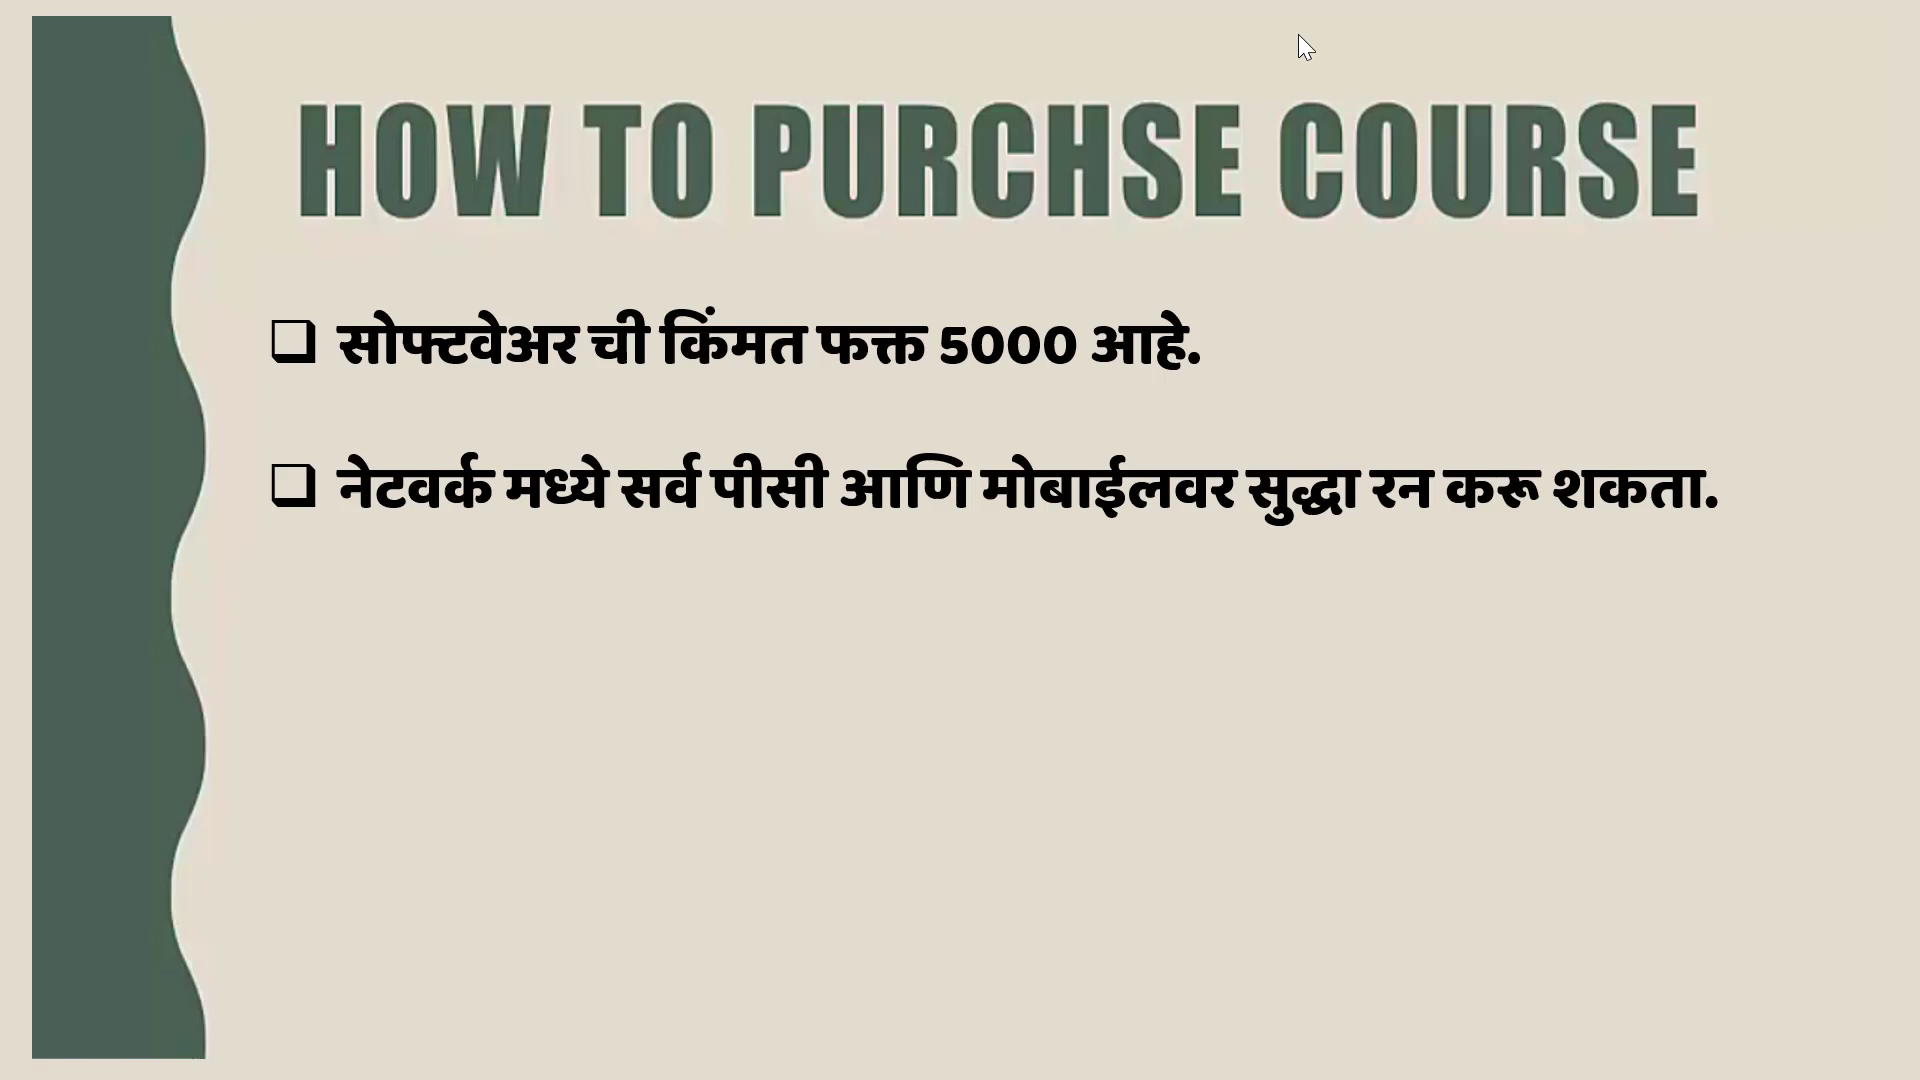 HOW TO PURCHSE COURSE
सोफ्टवेअर ची किंमत फक्त 5000 आहे.
नेटवर्क मध्ये सर्व पीसी आणि मोबाईलवर सुद्धा रन करू शकता.